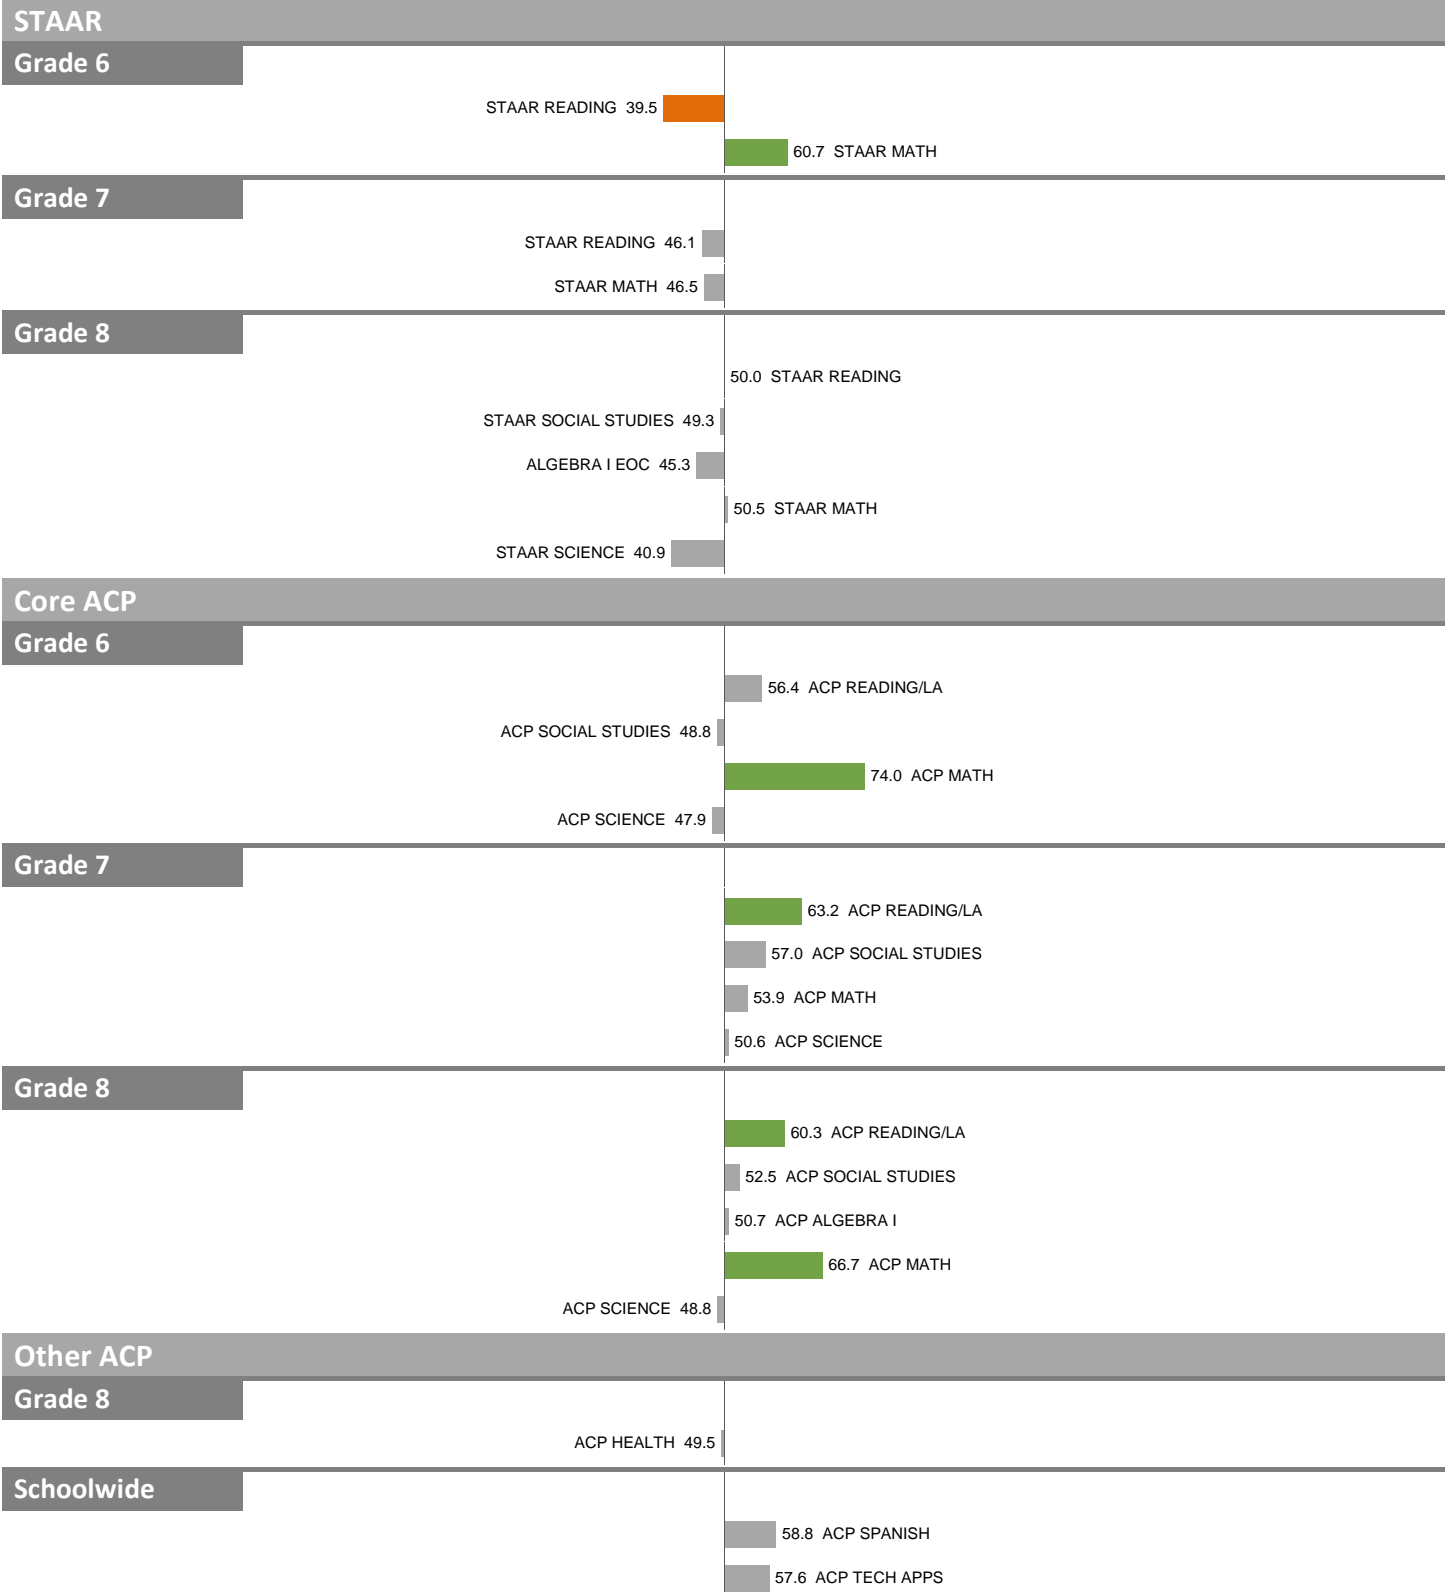 STAAR
Grade 6
STAAR READING 39.5
60.7 STAAR MATH
Grade 7
STAAR READING 46.1
STAAR MATH 46.5
Grade 8
50.0 STAAR READING
STAAR SOCIAL STUDIES 49.3
ALGEBRA I EOC 45.3
50.5 STAAR MATH
STAAR SCIENCE 40.9
Core ACP
Grade 6
56.4 ACP READING/LA
ACP SOCIAL STUDIES 48.8
74.0 ACP MATH
ACP SCIENCE 47.9
Grade 7
63.2 ACP READING/LA
57.0 ACP SOCIAL STUDIES
53.9 ACP MATH
50.6 ACP SCIENCE
Grade 8
60.3 ACP READING/LA
52.5 ACP SOCIAL STUDIES
50.7 ACP ALGEBRA I
66.7 ACP MATH
ACP SCIENCE 48.8
Other ACP
Grade 8
ACP HEALTH 49.5
Schoolwide
58.8 ACP SPANISH
57.6 ACP TECH APPS